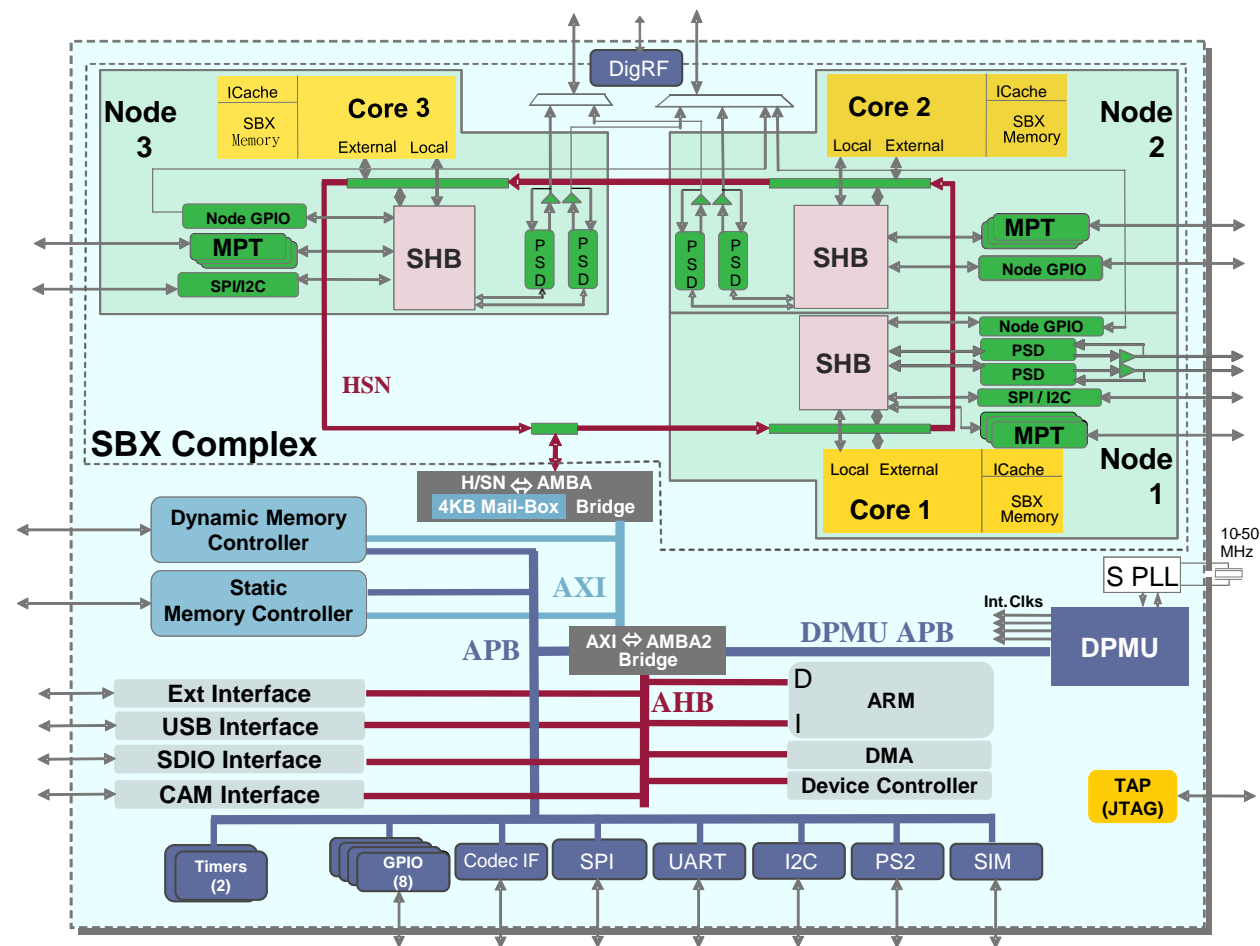 DigRF
Node
3
ICache
SBX
Memory
Core 3
External Local
Core 2
ICache
SBX
Memory
Local External
Node
2
Node GPIO
MPT
SPI/I2C
SHB
PSD
PSD
PSD
PSD
SHB
MPT
Node GPIO
SHB
Node GPIO
PSD
PSD
SPI / I2C
MPT
HSN
SBX Complex
Local External
Core 1
ICache
SBX
Memory
Node
1
H/SN ⇔ AMBA
4KB Mail-Box Bridge
Dynamic Memory
Controller
Static
Memory Controller
AXI
APB
AXI ⇔ AMBA2
Bridge
DPMU APB
10-50
MHz
S PLL
Int.Clks
DPMU
Ext Interface
USB Interface
SDIO Interface
CAM Interface
AHB
D
I
ARM
DMA
Device Controller
TAP
(JTAG)
Timers
(2)
GPIO
(8)
Codec IF
SPI
UART
I2C
PS2
SIM